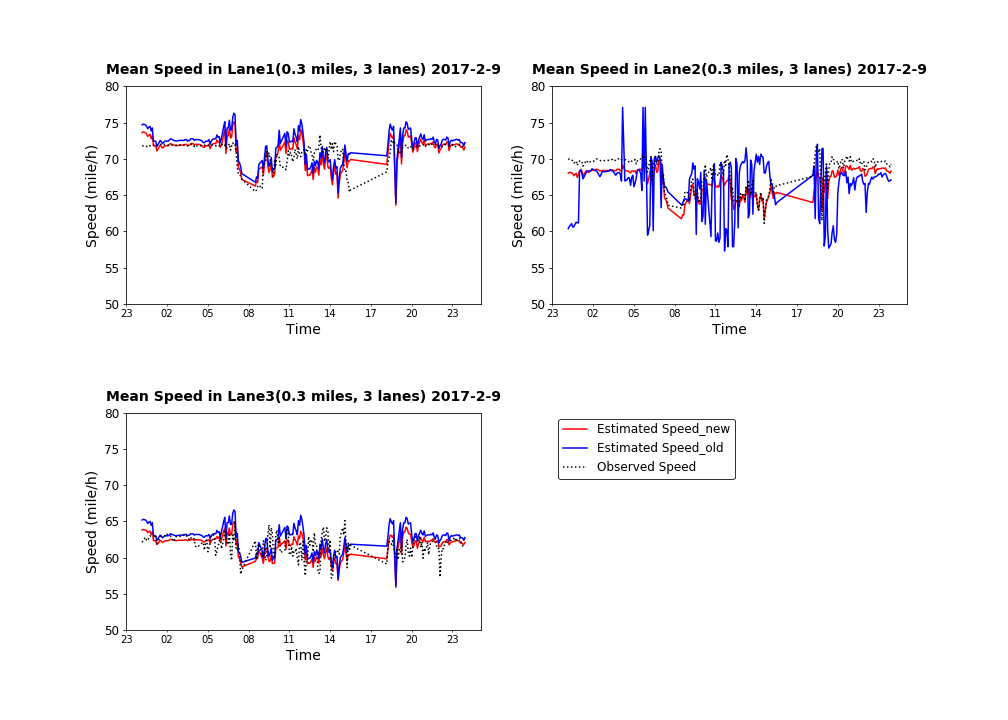 Mean Speed in Lane1(0.3 miles, 3 lanes) 2017-2-9
80
75
70
65
60
55
50
Speed (mile/h)
23 02 05 08 11 14 17 20 23
Time
Mean Speed in Lane2(0.3 miles, 3 lanes) 2017-2-9
80
75
70
65
60
55
50
Speed (mile/h)
23 02 05 08 11 14 17 20 23
Time
Mean Speed in Lane3(0.3 miles, 3 lanes) 2017-2-9
80
75
70
65
60
55
50
Speed (mile/h)
23 02 05 08 11 14 17 20 23
Time
Estimated Speed_new
Estimated Speed_old
Observed Speed